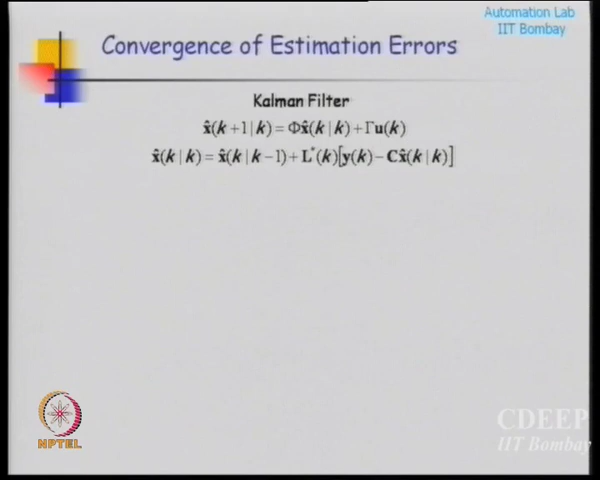 Automation Lab
IIT Bombay
Convergence of Estimation Errors
Kalman Filter
x̂(k+1|k) = Φx̂(k|k) + Γu(k)
x̂(k|k) = x̂(k|k−1) + L*(k)[y(k) − Cx̂(k|k)]
NPTEL
CDEEP
IIT Bombay